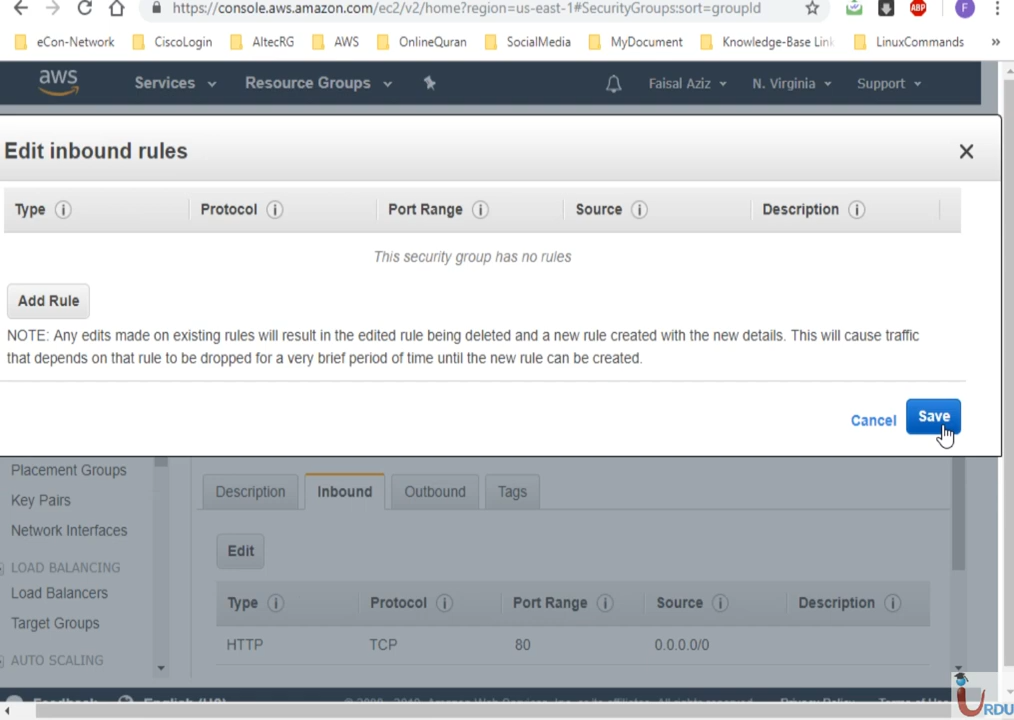 https://console.aws.amazon.com/ec2/v2/home?region=us-east-1#SecurityGroups:sort=groupId ABP F
eCon-Network CiscoLogin AltecRG AWS OnlineQuran SocialMedia MyDocument Knowledge-Base Link LinuxCommands »
aws Services Resource Groups Faisal Aziz N. Virginia Support
Edit inbound rules
Type Protocol Port Range Source Description
This security group has no rules
Add Rule
NOTE: Any edits made on existing rules will result in the edited rule being deleted and a new rule created with the new details. This will cause traffic
that depends on that rule to be dropped for a very brief period of time until the new rule can be created.
Cancel Save
Placement Groups
Key Pairs
Network Interfaces
LOAD BALANCING
Load Balancers
Target Groups
AUTO SCALING
Description Inbound Outbound Tags
Edit
Type Protocol Port Range Source Description
HTTP TCP 80 0.0.0.0/0
URDU